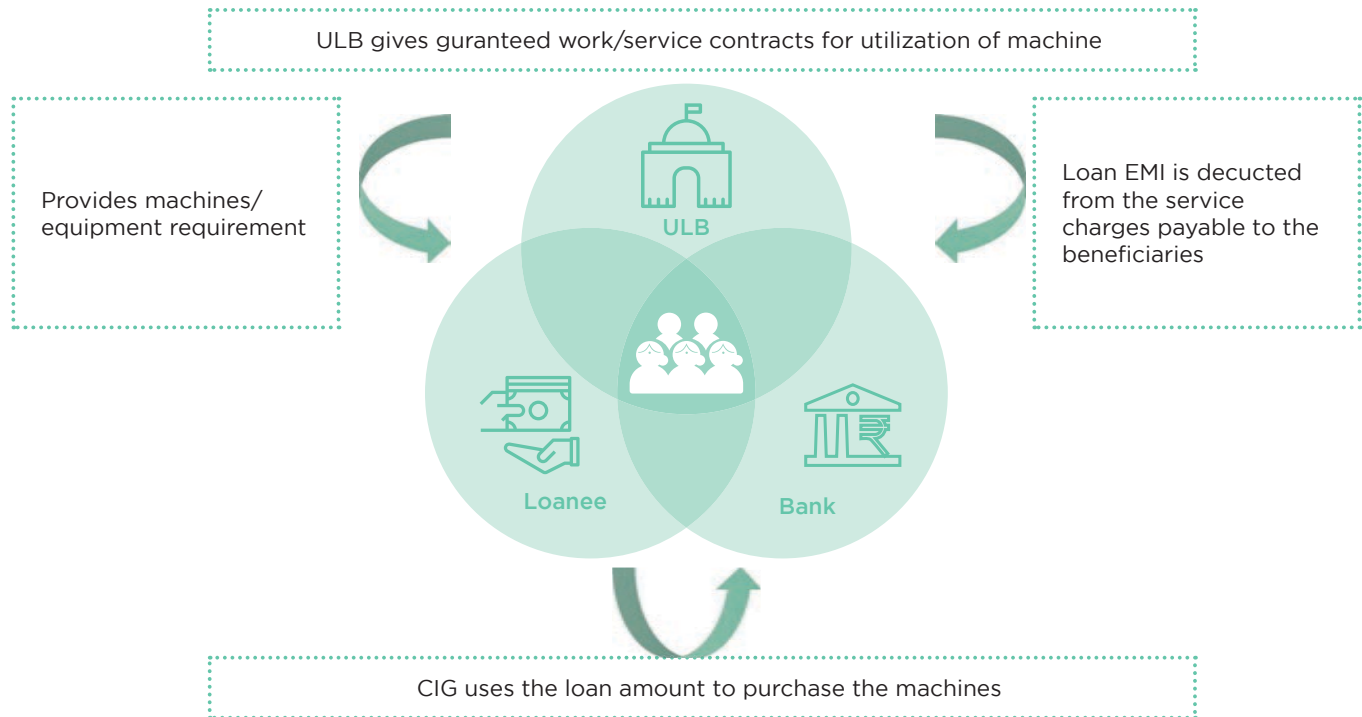 ULB gives guranteed work/service contracts for utilization of machine
Provides machines/
equipment requirement
Loan EMI is decucted
from the service
charges payable to the
beneficiaries
ULB
Loanee
Bank
CIG uses the loan amount to purchase the machines